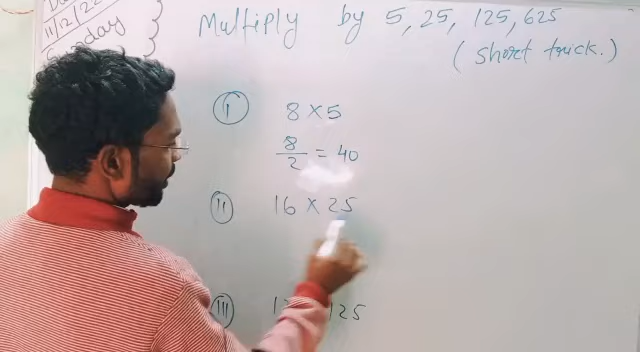 11/12/22
Sunday
Multiply by 5, 25, 125, 625
(short trick.)
I 8 × 5
8/2 = 40
II 16 × 25
III 125